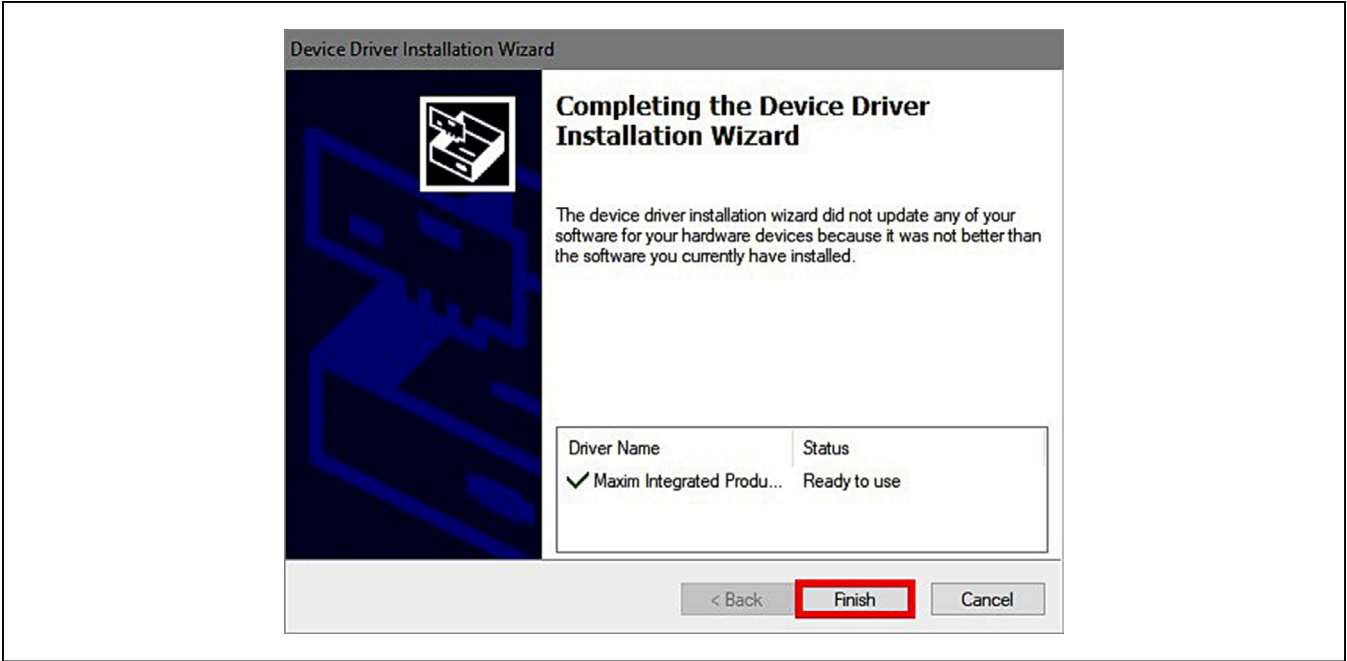 Device Driver Installation Wizard
Completing the Device Driver
Installation Wizard
The device driver installation wizard did not update any of your
software for your hardware devices because it was not better than
the software you currently have installed.
Driver Name Status
Maxim Integrated Produ... Ready to use
< Back Finish Cancel